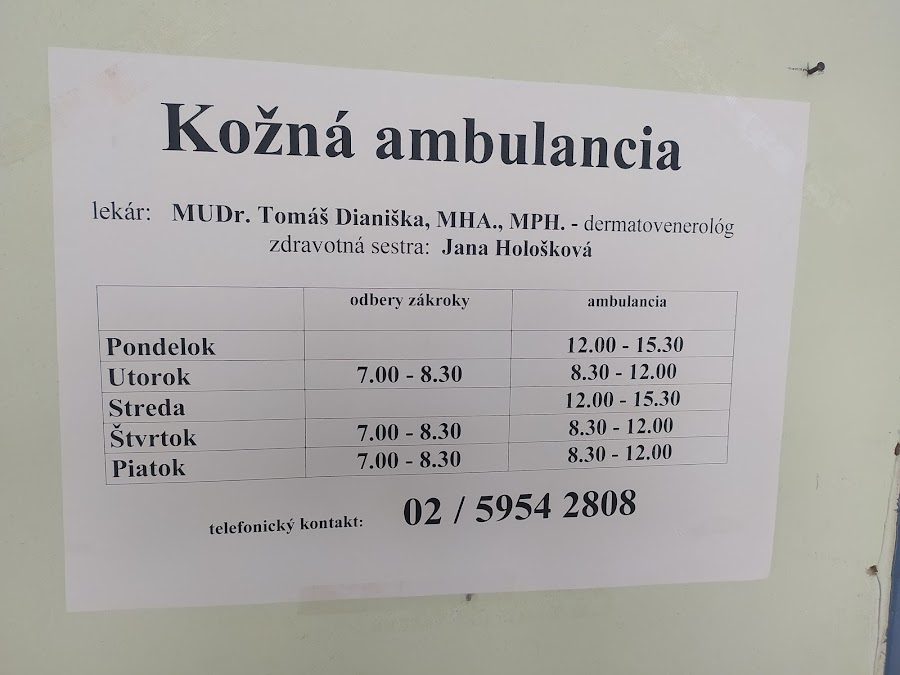 Kožná ambulancia
lekár: MUDr. Tomáš Dianiška, MHA., MPH. - dermatovenerológ
zdravotná sestra: Jana Hološková
odbery zákroky ambulancia
Pondelok 12.00 - 15.30
Utorok 7.00 - 8.30 8.30 - 12.00
Streda 12.00 - 15.30
Štvrtok 7.00 - 8.30 8.30 - 12.00
Piatok 7.00 - 8.30 8.30 - 12.00
telefonický kontakt: 02 / 5954 2808